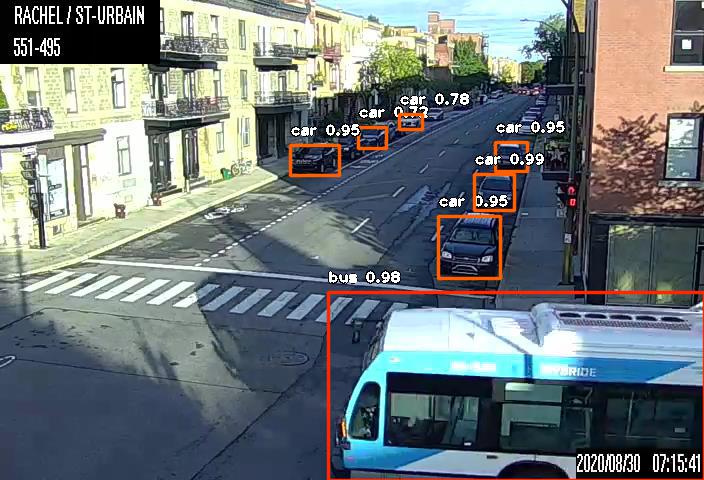 RACHEL / ST-URBAIN
551-495
car 0.78
car 0.72
car 0.95
car 0.95
car 0.99
car 0.95
bus 0.98
HYBRIDE
2020/08/30 07:15:41